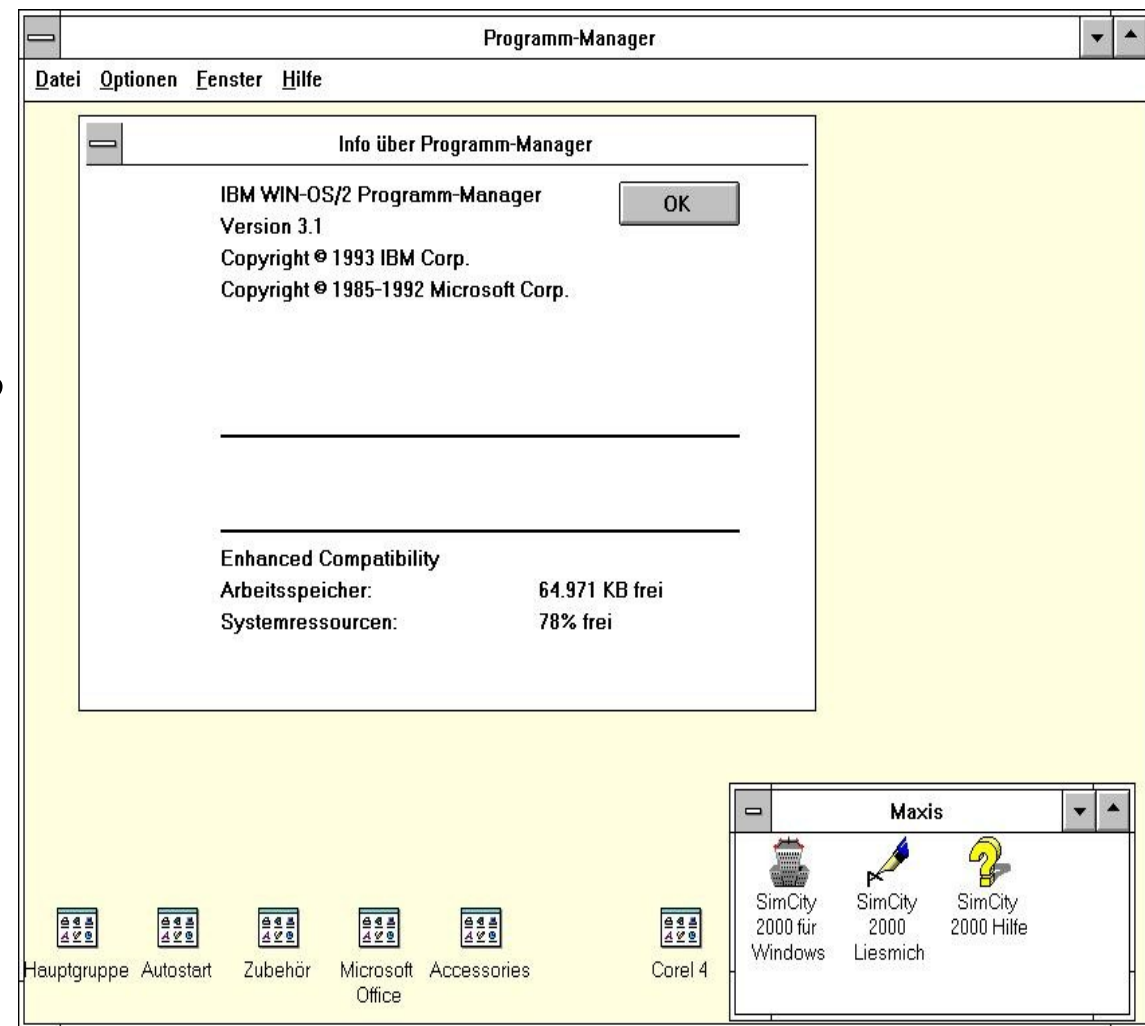 Programm-Manager
Datei Optionen Fenster Hilfe
Info über Programm-Manager
IBM WIN-OS/2 Programm-Manager
OK
Version 3.1
Copyright © 1993 IBM Corp.
Copyright © 1985-1992 Microsoft Corp.
Enhanced Compatibility
Arbeitsspeicher: 64.971 KB frei
Systemressourcen: 78% frei
Maxis
SimCity
2000 für
Windows
SimCity
2000
Liesmich
SimCity
2000 Hilfe
Hauptgruppe
Autostart
Zubehör
Microsoft
Office
Accessories
Corel 4